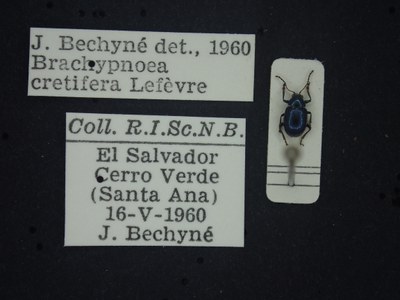 J. Bechyné det., 1960
Brachypnoea
cretifera Lefèvre
Coll. R.I.Sc.N.B.
El Salvador
Cerro Verde
(Santa Ana)
16-V-1960
J. Bechyné